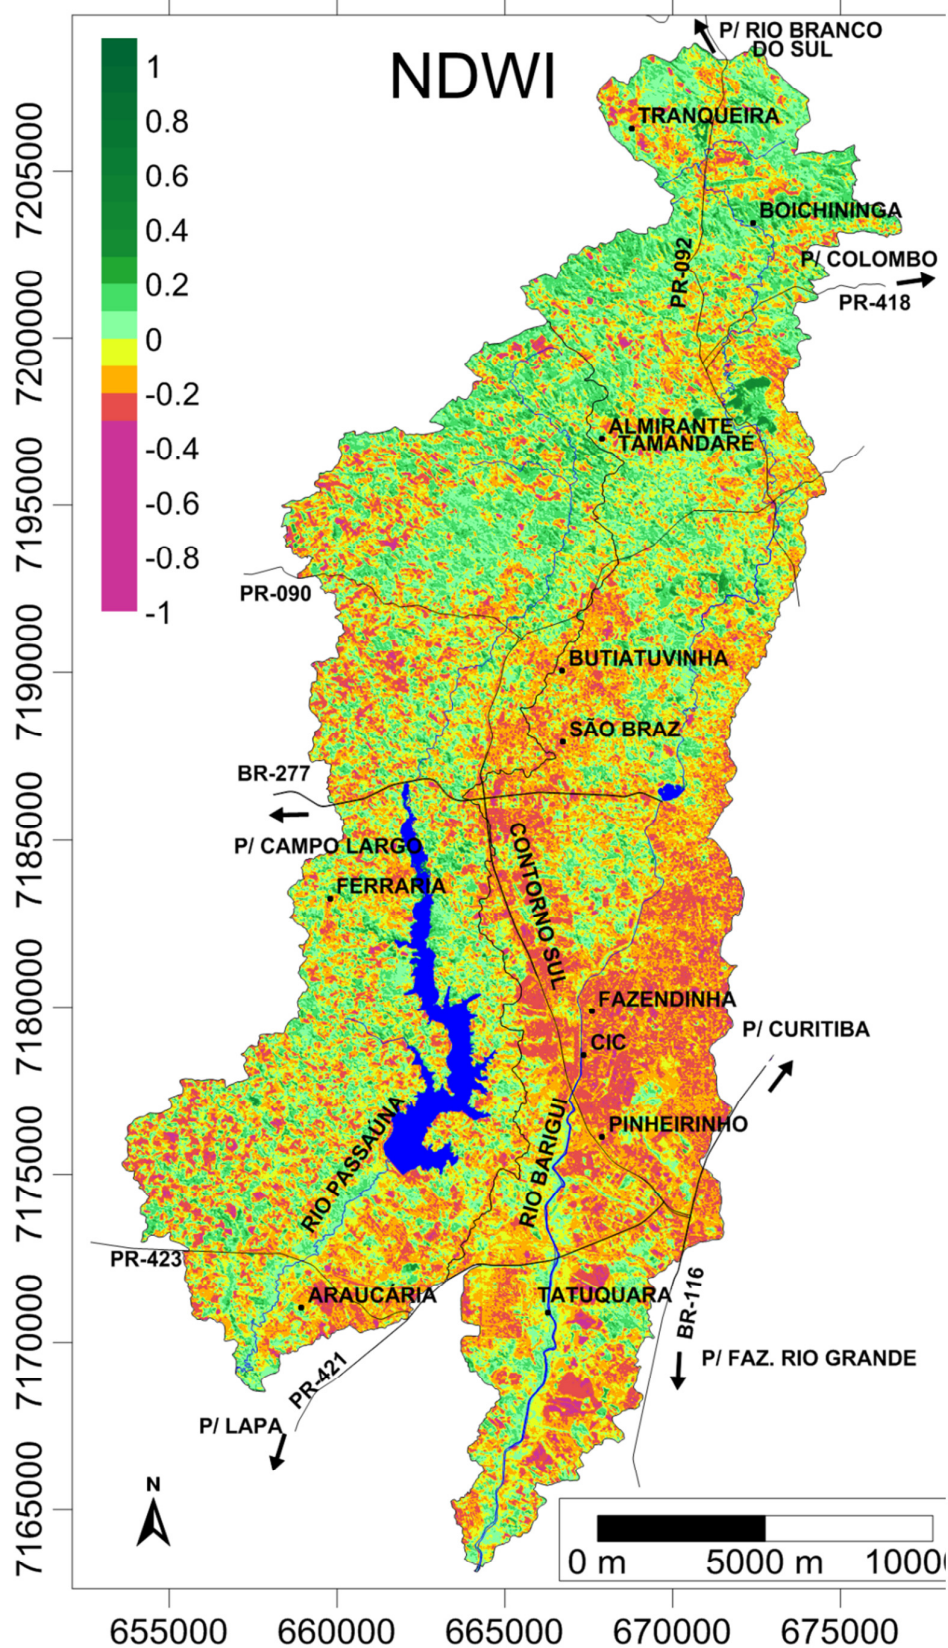 P/ RIO BRANCO
DO SUL
NDWI
1
0.8
0.6
0.4
0.2
0
-0.2
-0.4
-0.6
-0.8
-1
TRANQUEIRA
BOICHININGA
P/ COLOMBO
PR-092
PR-418
ALMIRANTE
TAMANDARÉ
PR-090
BUTIATUVINHA
SÃO BRAZ
BR-277
P/ CAMPO LARGO
CONTORNO SUL
FERRARIA
FAZENDINHA
CIC
P/ CURITIBA
PINHEIRINHO
RIO PASSAÚNA
RIO BARIGUI
PR-423
ARAUCÁRIA
TATUQUARA
BR-116
P/ FAZ. RIO GRANDE
PR-421
P/ LAPA
N
0 m 5000 m 1000
7205000
7200000
7195000
7190000
7185000
7180000
7175000
7170000
7165000
655000 660000 665000 670000 675000